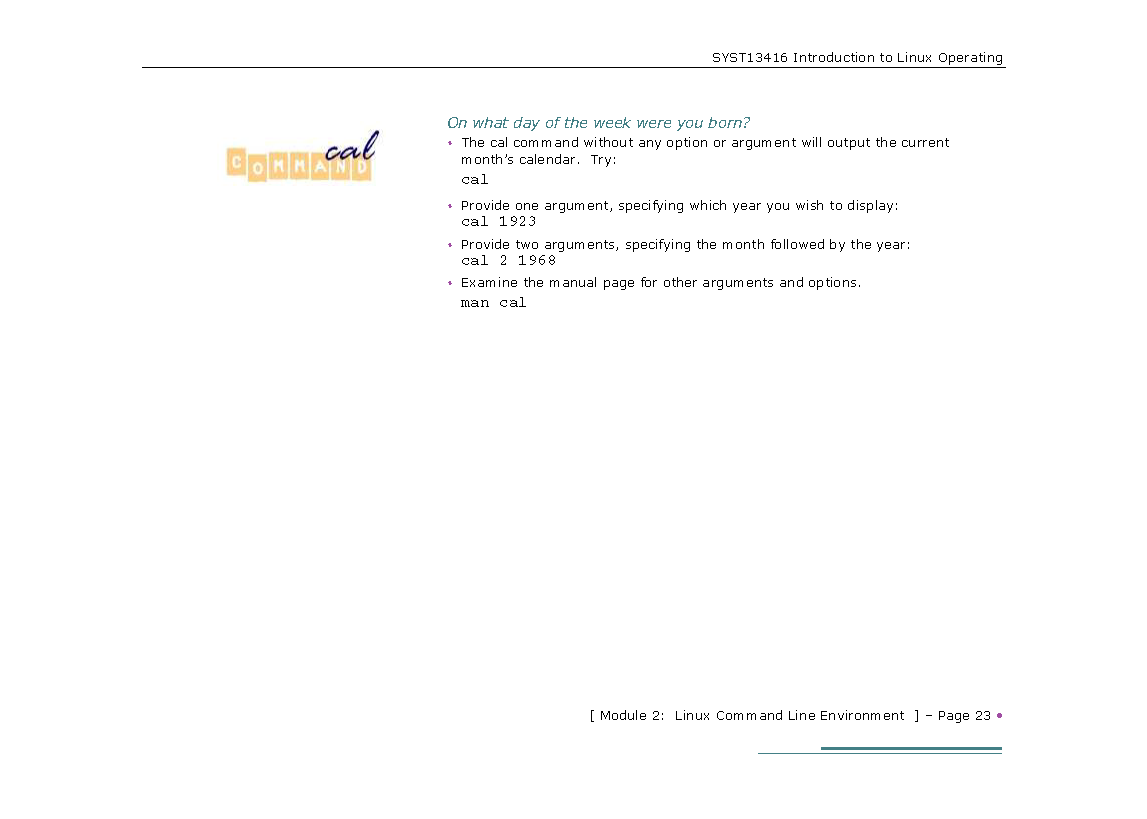 SYST13416 Introduction to Linux Operating
COMMAND
cal
On what day of the week were you born?
• The cal command without any option or argument will output the current
month's calendar.  Try:
cal
• Provide one argument, specifying which year you wish to display:
cal 1923
• Provide two arguments, specifying the month followed by the year:
cal 2 1968
• Examine the manual page for other arguments and options.
man cal
[ Module 2:  Linux Command Line Environment  ] – Page 23 •